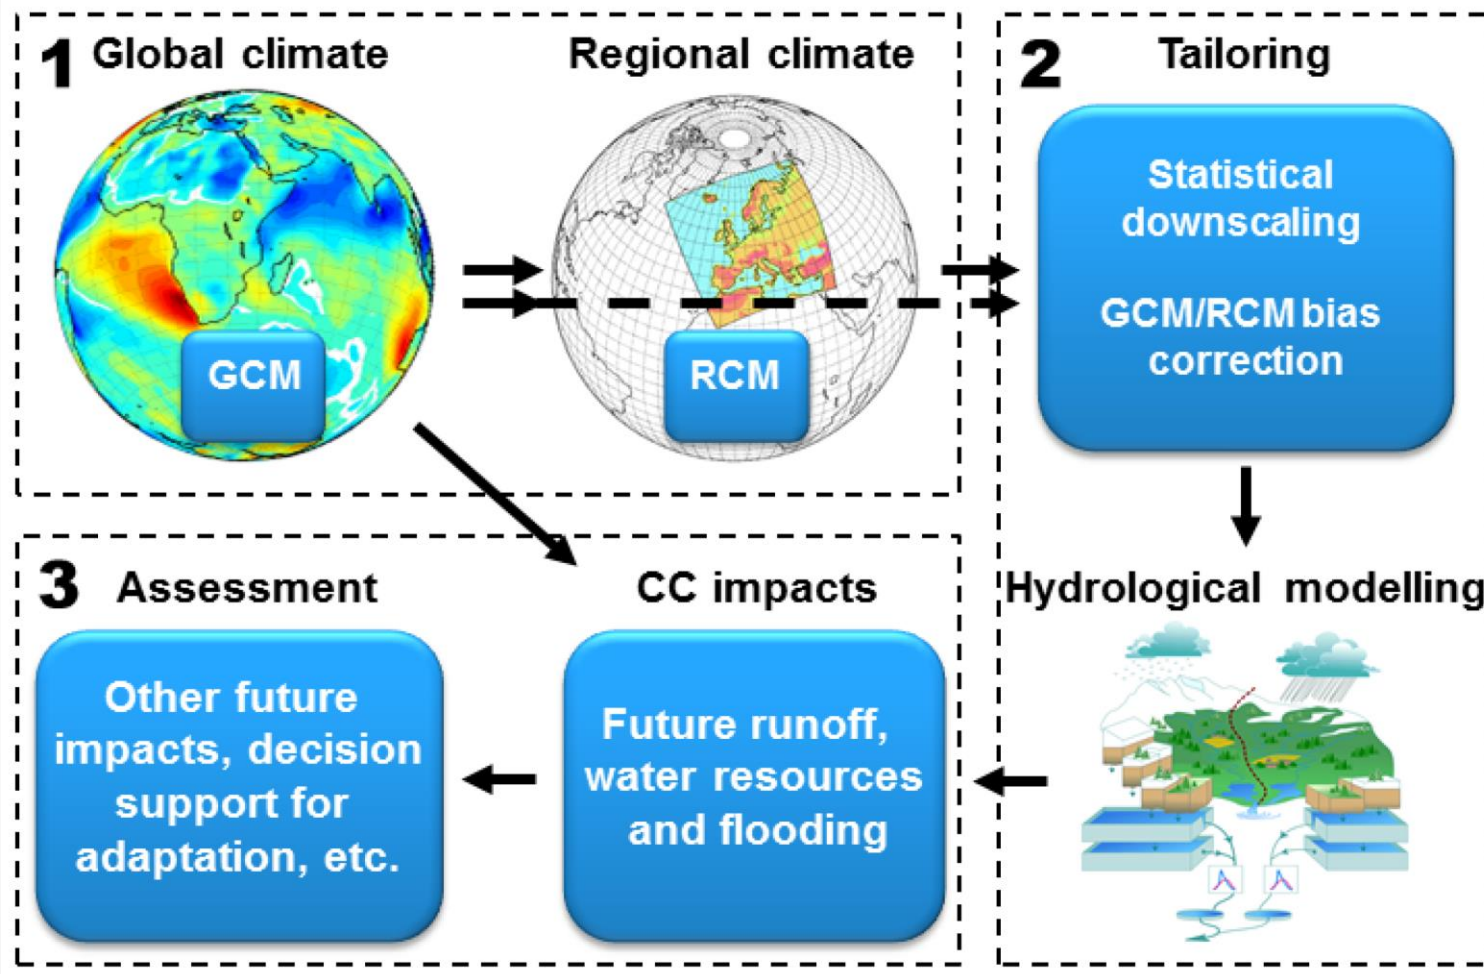 1 Global climate
Regional climate
GCM
RCM
2 Tailoring
Statistical
downscaling
GCM/RCM bias
correction
Hydrological modelling
3 Assessment
Other future
impacts, decision
support for
adaptation, etc.
CC impacts
Future runoff,
water resources
and flooding